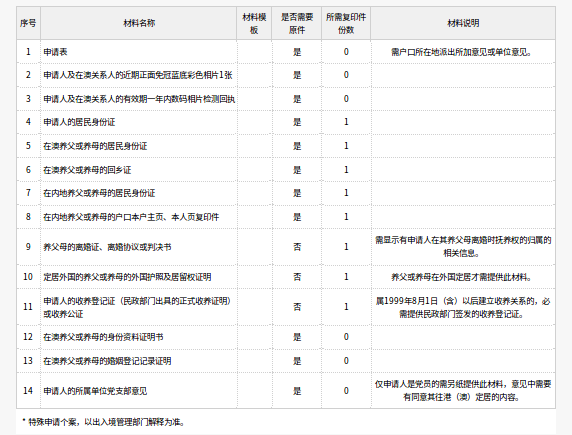 序号 材料名称 材料模板 是否需要原件 所需复印件份数 材料说明
1 申请表 是 0 需户口所在地派出所加意见或单位意见。
2 申请人及在澳关系人的近期正面免冠蓝底彩色相片1张 是 0
3 申请人及在澳关系人的有效期一年内数码相片检测回执 是 0
4 申请人的居民身份证 是 1
5 在澳养父或养母的居民身份证 是 1
6 在澳养父或养母的回乡证 是 1
7 在内地养父或养母的居民身份证 是 1
8 在内地养父或养母的户口本户主页、本人页复印件 是 1
9 养父母的离婚证、离婚协议或判决书 否 1 需显示有申请人在其养父母离婚时抚养权的归属的相关信息。
10 定居外国的养父或养母的外国护照及居留权证明 否 1 养父或养母在外国定居才需提供此材料。
11 申请人的收养登记证（民政部门出具的正式收养证明）或收养公证 否 1 属1999年8月1日（含）以后建立收养关系的，必需提供民政部门签发的收养登记证。
12 在澳养父或养母的身份资料证明书 是 0
13 在澳养父或养母的婚姻登记记录证明 是 0
14 申请人的所属单位党支部意见 是 0 仅申请人是党员的需另纸提供此材料，意见中需要有同意其往港（澳）定居的内容。
* 特殊申请个案，以出入境管理部门解释为准。